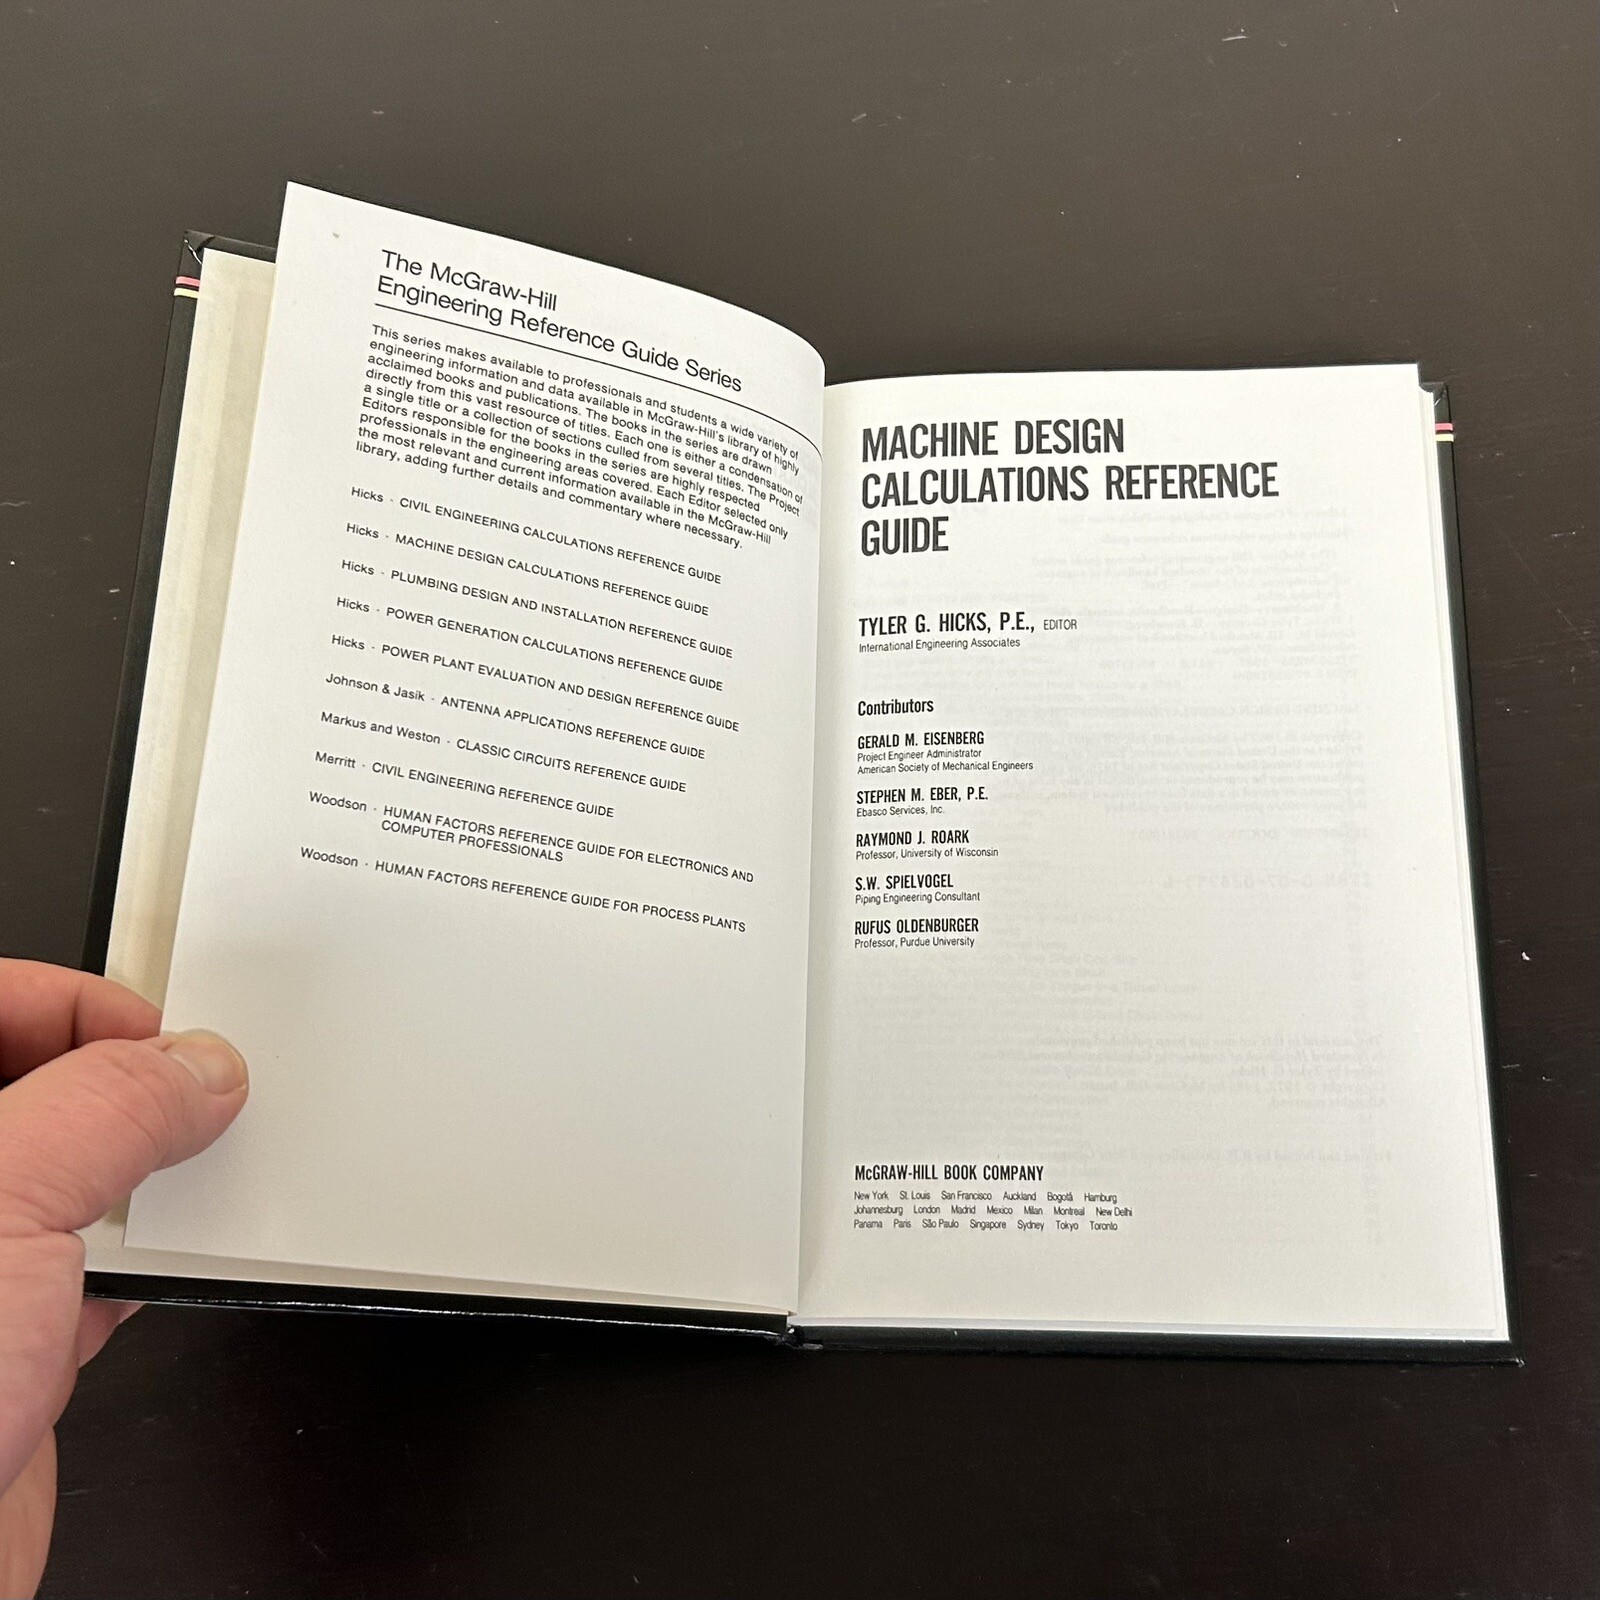 The McGraw-Hill
Engineering Reference Guide Series
This series makes available to professionals and students a wide variety of
engineering information and data available in McGraw-Hill's library of highly
acclaimed books and publications. The books in the series are drawn
directly from this vast resource of titles. Each one is either a condensation of
a single title or a collection of sections culled from several titles. The Project
Editors responsible for the books in the series are highly respected
professionals in the engineering areas covered. Each Editor selected only
the most relevant and current information available in the McGraw-Hill
library, adding further details and commentary where necessary.
Hicks · CIVIL ENGINEERING CALCULATIONS REFERENCE GUIDE
Hicks · MACHINE DESIGN CALCULATIONS REFERENCE GUIDE
Hicks · PLUMBING DESIGN AND INSTALLATION REFERENCE GUIDE
Hicks · POWER GENERATION CALCULATIONS REFERENCE GUIDE
Hicks · POWER PLANT EVALUATION AND DESIGN REFERENCE GUIDE
Johnson & Jasik · ANTENNA APPLICATIONS REFERENCE GUIDE
Markus and Weston · CLASSIC CIRCUITS REFERENCE GUIDE
Merritt · CIVIL ENGINEERING REFERENCE GUIDE
Woodson · HUMAN FACTORS REFERENCE GUIDE FOR ELECTRONICS AND
COMPUTER PROFESSIONALS
Woodson · HUMAN FACTORS REFERENCE GUIDE FOR PROCESS PLANTS
MACHINE DESIGN
CALCULATIONS REFERENCE
GUIDE
TYLER G. HICKS, P.E., EDITOR
International Engineering Associates
Contributors
GERALD M. EISENBERG
Project Engineer Administrator
American Society of Mechanical Engineers
STEPHEN M. EBER, P.E.
Ebasco Services, Inc.
RAYMOND J. ROARK
Professor, University of Wisconsin
S.W. SPIELVOGEL
Piping Engineering Consultant
RUFUS OLDENBURGER
Professor, Purdue University
McGRAW-HILL BOOK COMPANY
New York St. Louis San Francisco Auckland Bogotá Hamburg
Johannesburg London Madrid Mexico Milan Montreal New Delhi
Panama Paris São Paulo Singapore Sydney Tokyo Toronto